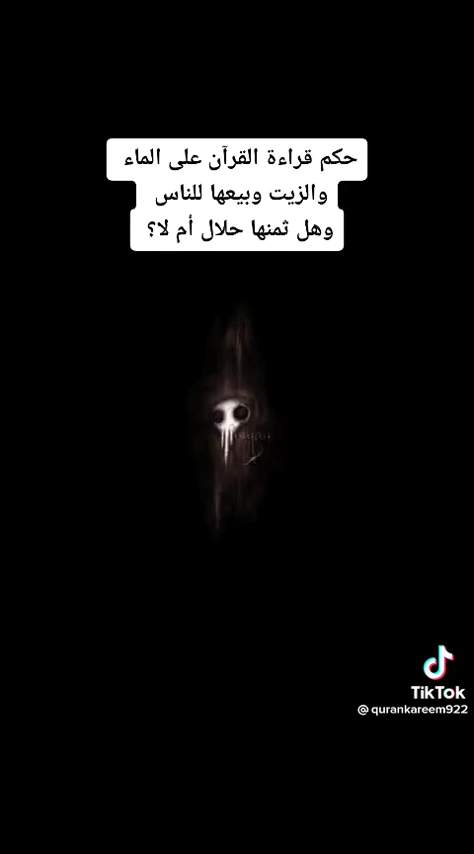 حكم قراءة القرآن على الماء
والزيت وبيعها للناس
وهل ثمنها حلال أم لا؟
TikTok
@ qurankareem922